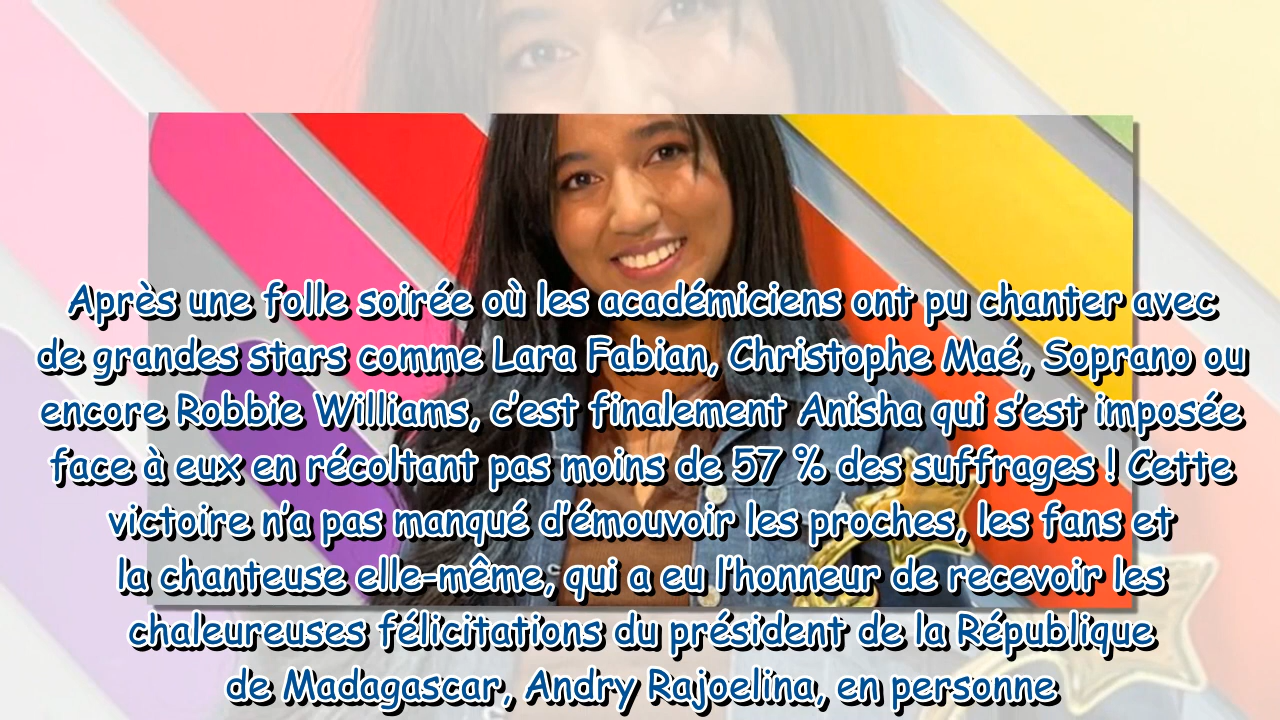 Après une folle soirée où les académiciens ont pu chanter avec
de grandes stars comme Lara Fabian, Christophe Maé, Soprano ou
encore Robbie Williams, c’est finalement Anisha qui s’est imposée
face à eux en récoltant pas moins de 57 % des suffrages ! Cette
victoire n’a pas manqué d’émouvoir les proches, les fans et
la chanteuse elle-même, qui a eu l’honneur de recevoir les
chaleureuses félicitations du président de la République
de Madagascar, Andry Rajoelina, en personne